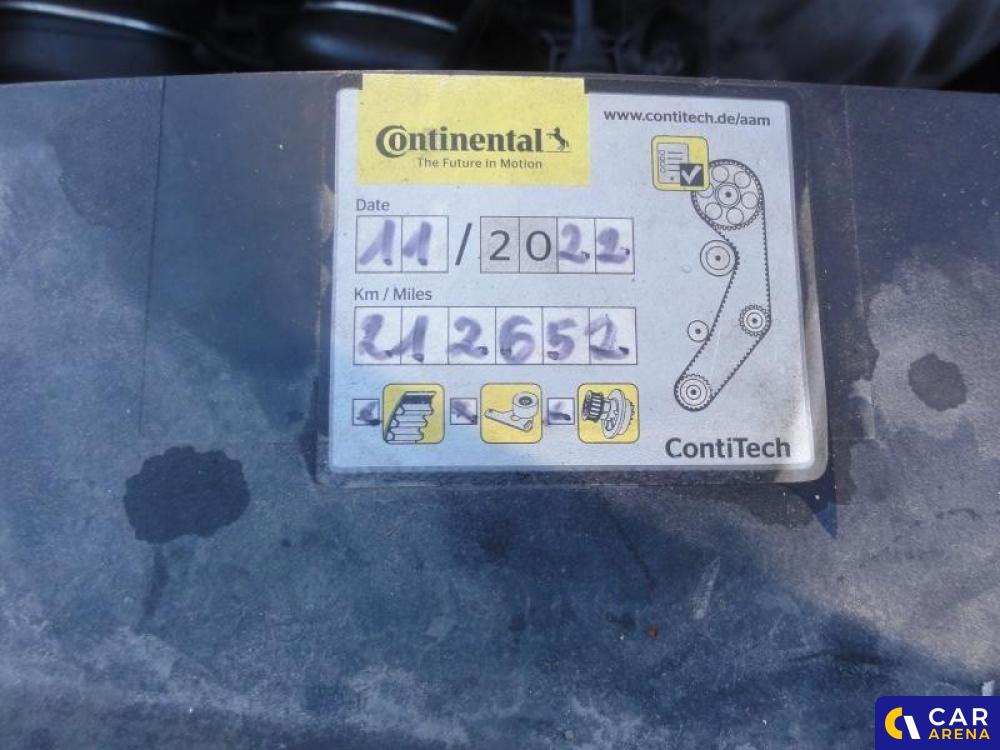 www.contitech.de/aam
Continental
The Future in Motion
Date
11/2022
Km / Miles
212652
ContiTech
CAR
ARENA